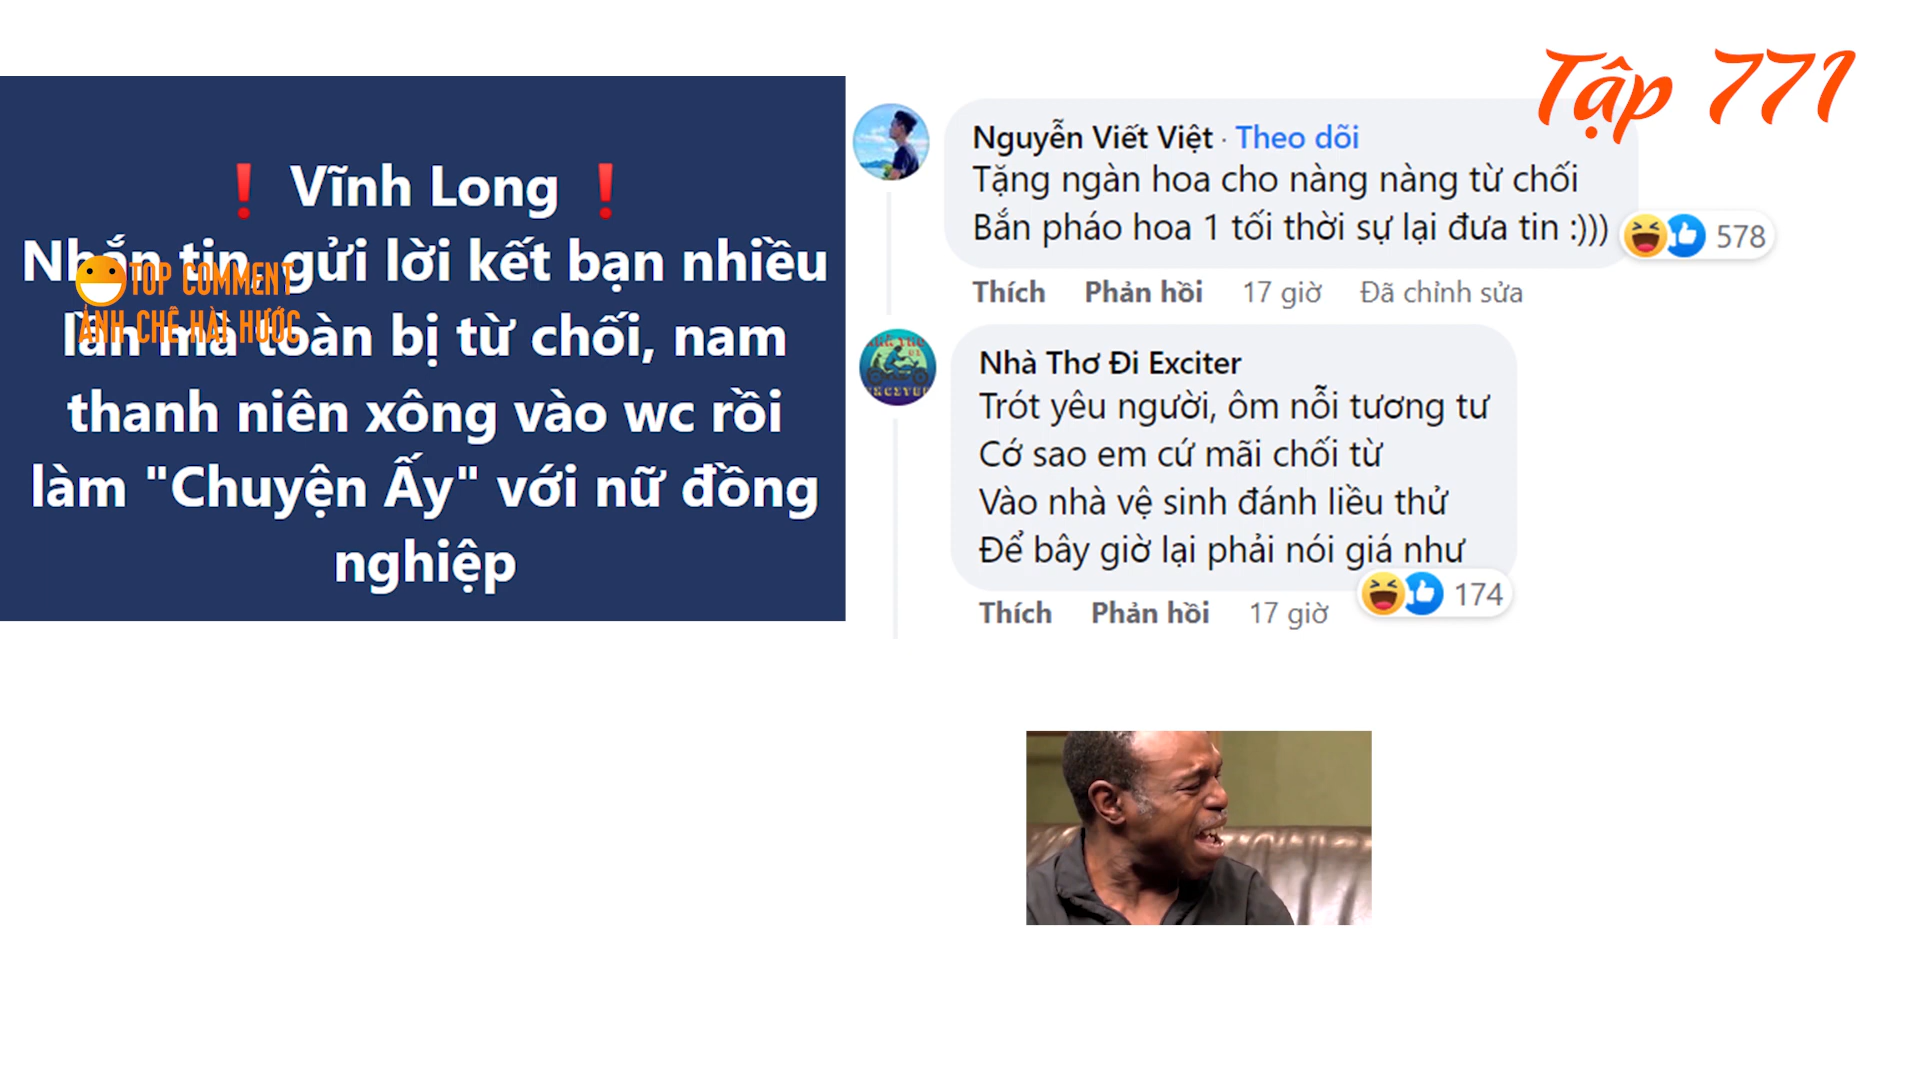 Tập 771
❗ Vĩnh Long ❗
Nhắn tin, gửi lời kết bạn nhiều
lần mà toàn bị từ chối, nam
thanh niên xông vào wc rồi
làm "Chuyện Ấy" với nữ đồng
nghiệp
TOP COMMENT
ẢNH CHẾ HÀI HƯỚC
Nguyễn Viết Việt · Theo dõi
Tặng ngàn hoa cho nàng nàng từ chối
Bắn pháo hoa 1 tối thời sự lại đưa tin :)))
578
Thích Phản hồi 17 giờ Đã chỉnh sửa
Nhà Thơ Đi Exciter
Trót yêu người, ôm nỗi tương tư
Cớ sao em cứ mãi chối từ
Vào nhà vệ sinh đánh liều thử
Để bây giờ lại phải nói giá như
174
Thích Phản hồi 17 giờ